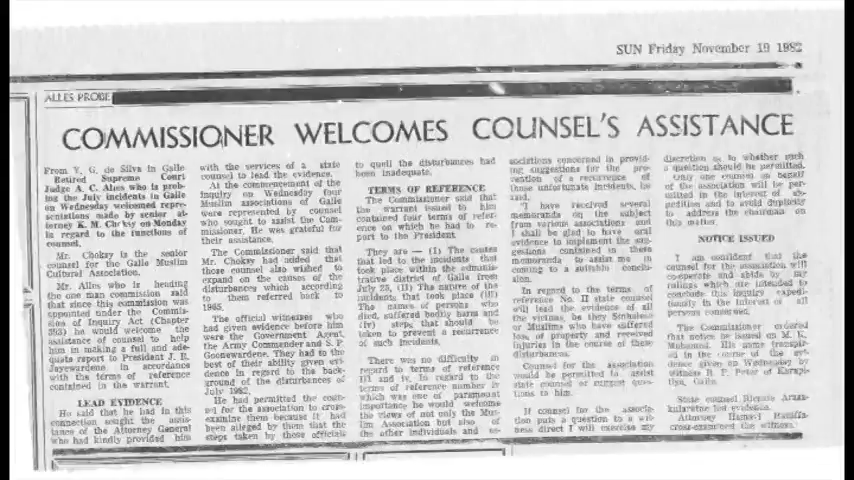 SUN Friday November 19 1982
ALLES PROBE
COMMISSIONER WELCOMES COUNSEL'S ASSISTANCE
From V. G. de Silva in Galle
Retired Supreme Court
Judge A. C. Alles who is prob-
ing the July incidents in Galle
on Wednesday welcomed repre-
sentations made by senior at-
torney K. M. Choksy on Monday
in regard to the functions of
counsel.
Mr. Choksy is the senior
counsel for the Galle Muslim
Cultural Association.
Mr. Alles who is heading
the one man commission said
that since this commission was
appointed under the Commis-
sion of Inquiry Act (Chapter
393) he would welcome the
assistance of counsel to help
him in making a full and ade-
quate report to President J. R.
Jayewardene in accordance
with the terms of reference
contained in the warrant.
LEAD EVIDENCE
He said that he had in this
connection sought the assis-
tance of the Attorney General
who had kindly provided him
with the services of a state
counsel to lead the evidence.
At the commencement of the
inquiry on Wednesday four
Muslim associations of Galle
were represented by counsel
who sought to assist the Com-
missioner. He was grateful for
their assistance.
The Commissioner said that
Mr. Choksy had added that
those counsel also wished to
expand on the causes of the
disturbances which according
to them referred back to
The official witnesses who
had given evidence before him
were the Government Agent,
the Army Commander and S. P.
Goonewardene. They had to the
best of their ability given evi-
dence in regard to the back-
ground of the disturbances of
July 1982.
He had permitted the coun-
sel for the association to cross-
examine them because it had
been alleged by them that the
steps taken by those officials
to quell the disturbances had
been inadequate.
TERMS OF REFERENCE
The Commissioner said that
the warrant issued to him
contained four terms of refer-
ence on which he had to re-
port to the President.
They are — (1) The causes
that led to the incidents that
took place within the adminis-
trative district of Galle from
July 25, (II) The nature of the
incidents that took place (III)
The names of persons who
died, suffered bodily harm and
(IV) steps that should be
taken to prevent a recurrence
of such incidents.
There was no difficulty in
regard to terms of reference
In regard to the
terms of reference number iv
which was one of paramount
importance, he would welcome
the views of not only the Mus-
lim Association but also of
the other individuals and as-
sociations concerned in provid-
ing suggestions for the pre-
vention of a recurrence of
those unfortunate incidents, he
said.
"I have received several
memoranda on the subject
from various associations and
I shall be glad to have oral
evidence to implement the sug-
gestions contained in these
memoranda to assist me in
coming to a suitable conclu-
sion.
In regard to the terms of
reference No. II state counsel
will lead the evidence of all
the victims, be they Sinhalese
or Muslims who have suffered
loss, of property and received
injuries in the course of these
disturbances.
Counsel for the association
would be permitted to assist
state counsel or suggest ques-
tions to him.
If counsel for the associa-
tion puts a question to a wit-
ness direct I will exercise my
discretion as to whether such
a question should be permitted.
Only one counsel on behalf
of the association will be per-
mitted in the interest of
and to avoid duplicity
to address the chairman on
this matter.
NOTICE ISSUED
I am confident that the
counsel for the association will
co-operate and abide by my
rulings which are intended to
conclude this inquiry expedi-
tiously in the interest of all
persons concerned.
The Commissioner ordered
that notice be issued on M. K.
His name transpir-
ed in the course of the evi-
dence given on Wednesday by
witness R. P. Peter of
Galle.
State counsel
led evidence.
Attorney
cross-examined the witness.